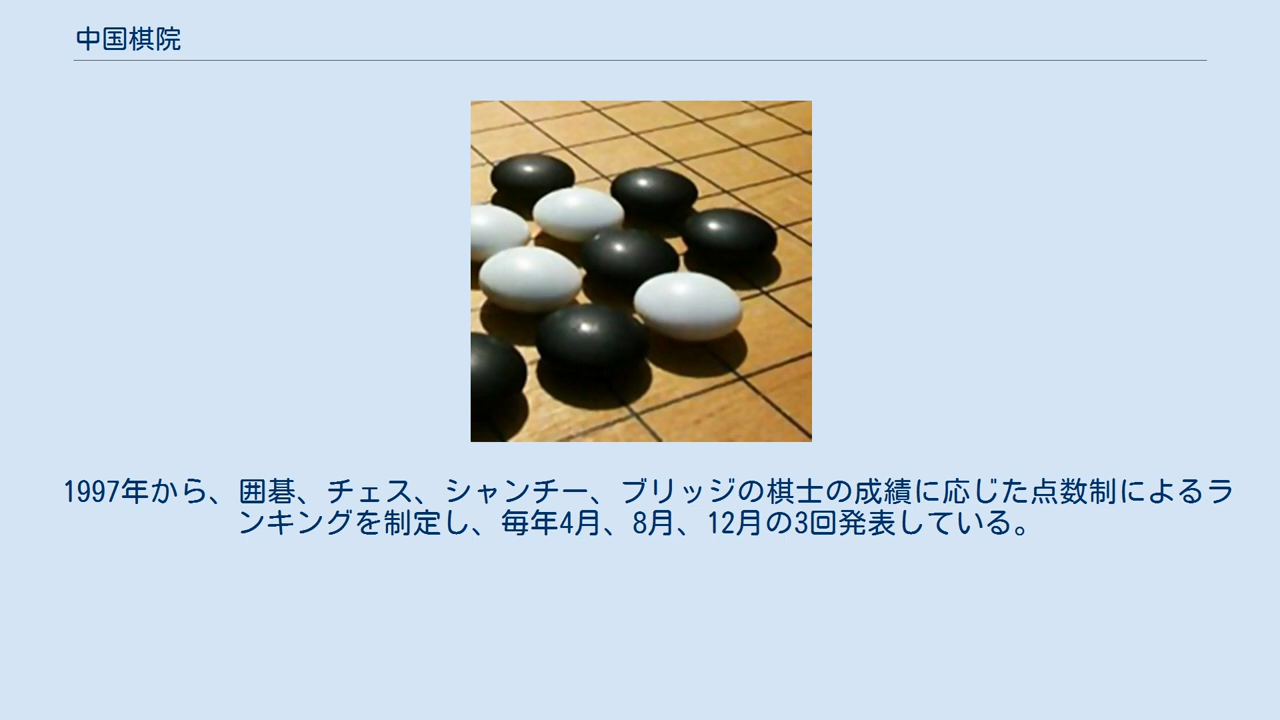 中国棋院
1997年から、囲碁、チェス、シャンチー、ブリッジの棋士の成績に応じた点数制によるラ
ンキングを制定し、毎年4月、8月、12月の3回発表している。